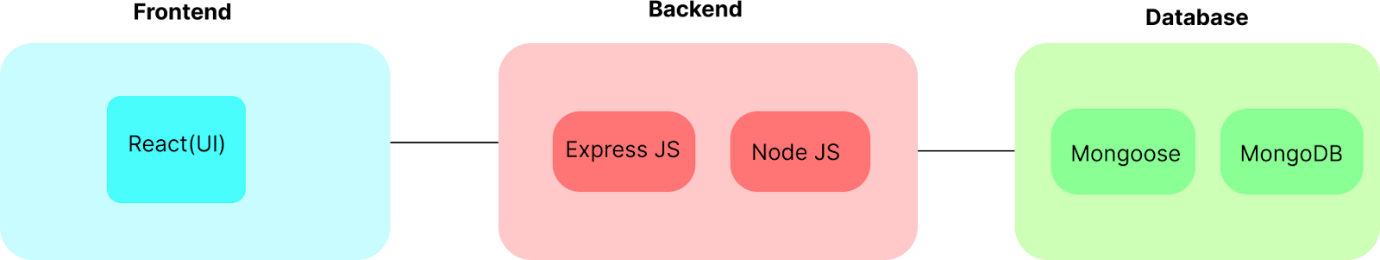 Frontend
Backend
Database
React(UI)
Express JS
Node JS
Mongoose
MongoDB